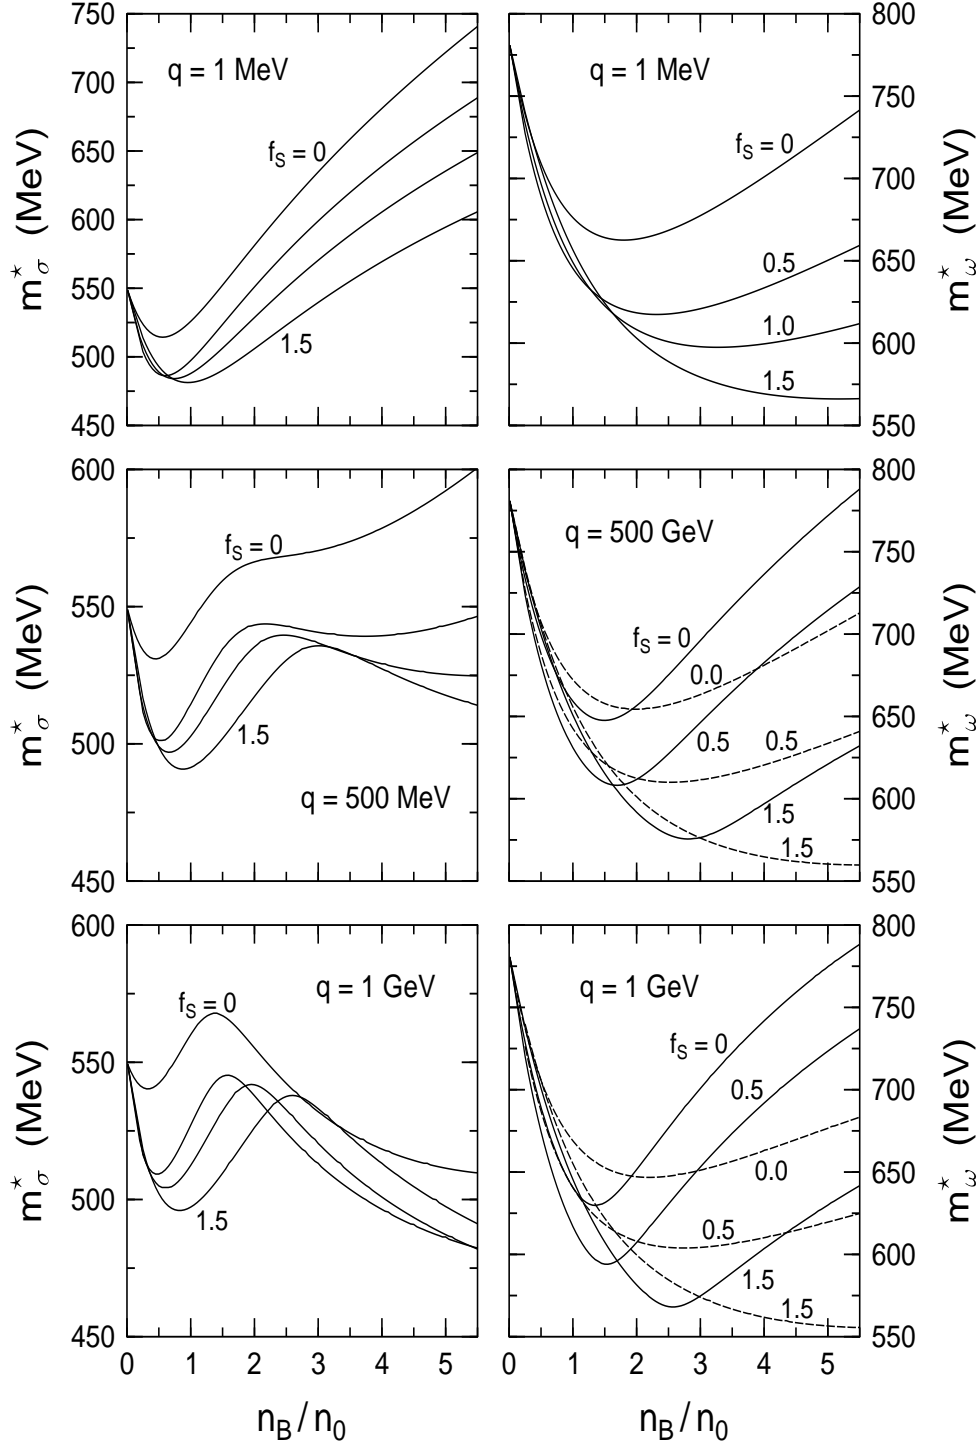 750
700
650
600
550
500
450
m*σ (MeV)
q = 1 MeV
fS = 0
1.5
q = 1 MeV
fS = 0
0.5
1.0
1.5
800
750
700
650
600
550
m*ω (MeV)
600
550
500
450
m*σ (MeV)
fS = 0
1.5
q = 500 MeV
q = 500 GeV
fS = 0
0.0
0.5
0.5
1.5
1.5
800
750
700
650
600
550
m*ω (MeV)
600
550
500
450
m*σ (MeV)
q = 1 GeV
fS = 0
1.5
0 1 2 3 4 5
nB/n0
q = 1 GeV
fS = 0
0.5
0.0
0.5
1.5
1.5
800
750
700
650
600
550
m*ω (MeV)
0 1 2 3 4 5
nB/n0